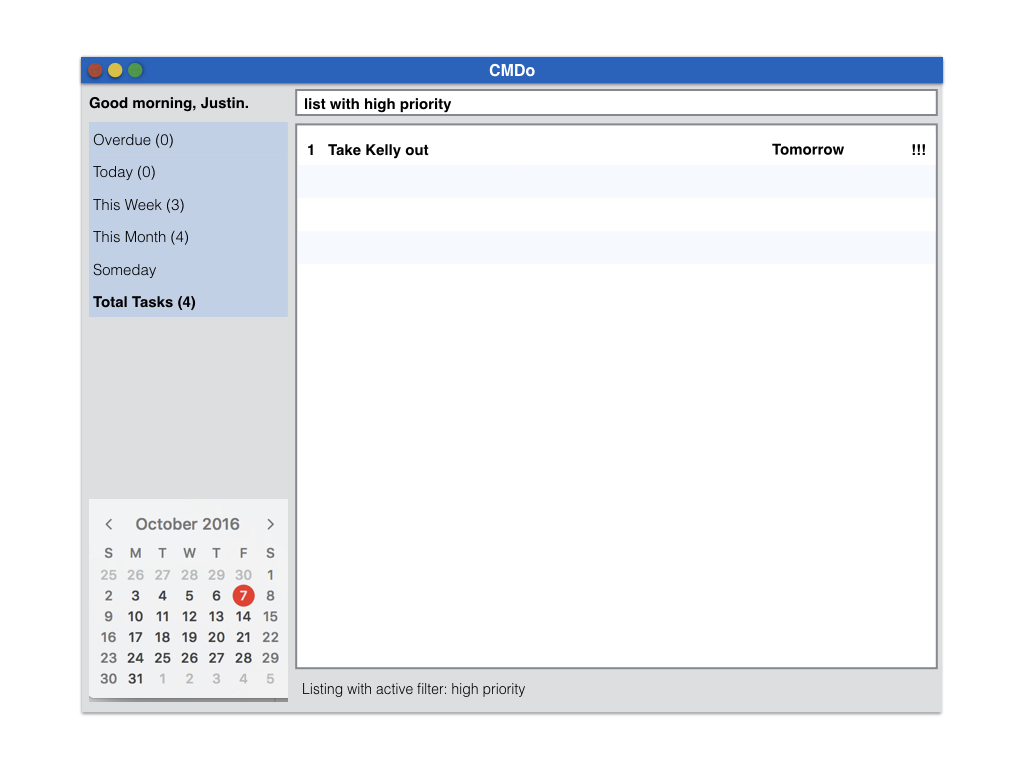 CMDo
Good morning, Justin.
list with high priority
Overdue (0)
Today (0)
This Week (3)
This Month (4)
Someday
Total Tasks (4)
1 Take Kelly out Tomorrow !!!
October 2016
S M T W T F S
25 26 27 28 29 30 1
2 3 4 5 6 7 8
9 10 11 12 13 14 15
16 17 18 19 20 21 22
23 24 25 26 27 28 29
30 31 1 2 3 4 5
Listing with active filter: high priority